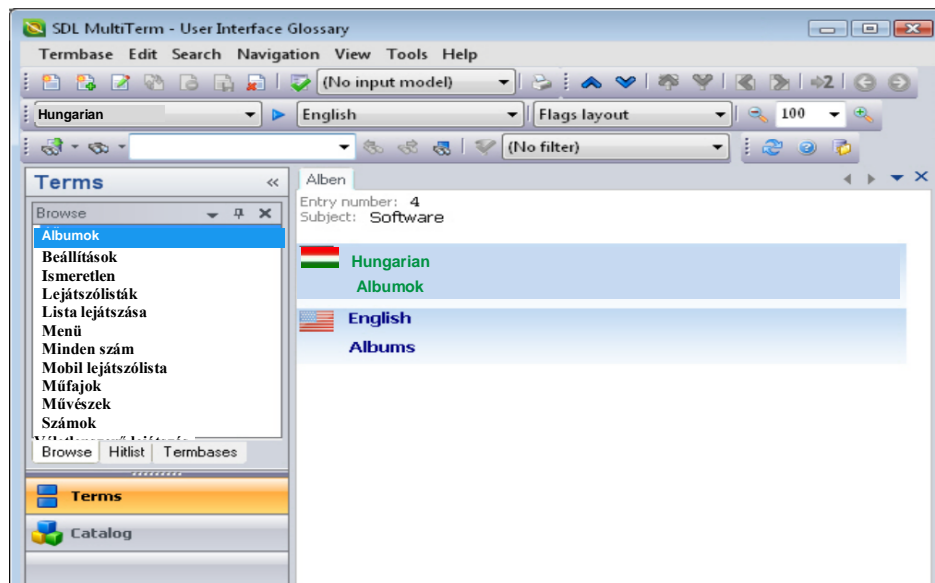 SDL MultiTerm - User Interface Glossary
Termbase Edit Search Navigation View Tools Help
(No input model)
2
Hungarian
English
Flags layout
100
(No filter)
Terms
«
Browse
Albumok
Beállítások
Ismeretlen
Lejátszólisták
Lista lejátszása
Menü
Minden szám
Mobil lejátszólista
Műfajok
Művészek
Számok
Browse Hitlist Termbases
Terms
Catalog
Alben
Entry number: 4
Subject: Software
Hungarian
Albumok
English
Albums